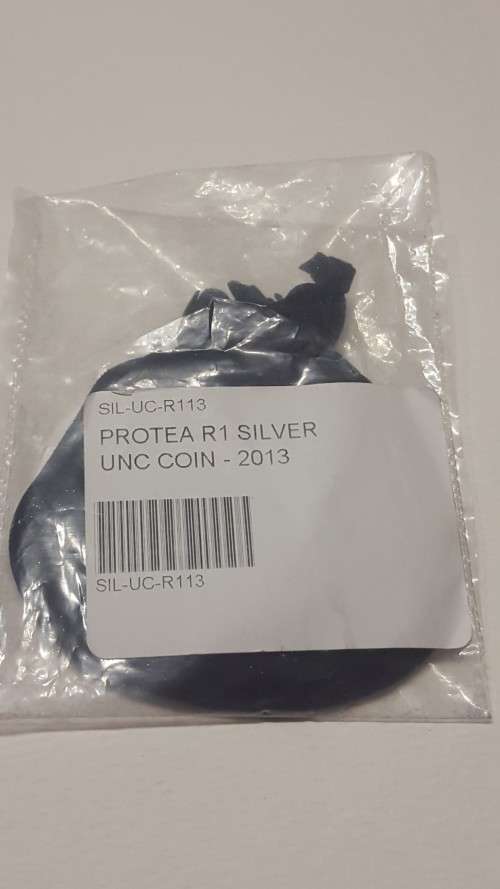 SIL-UC-R113
PROTEA R1 SILVER
UNC COIN - 2013
SIL-UC-R113